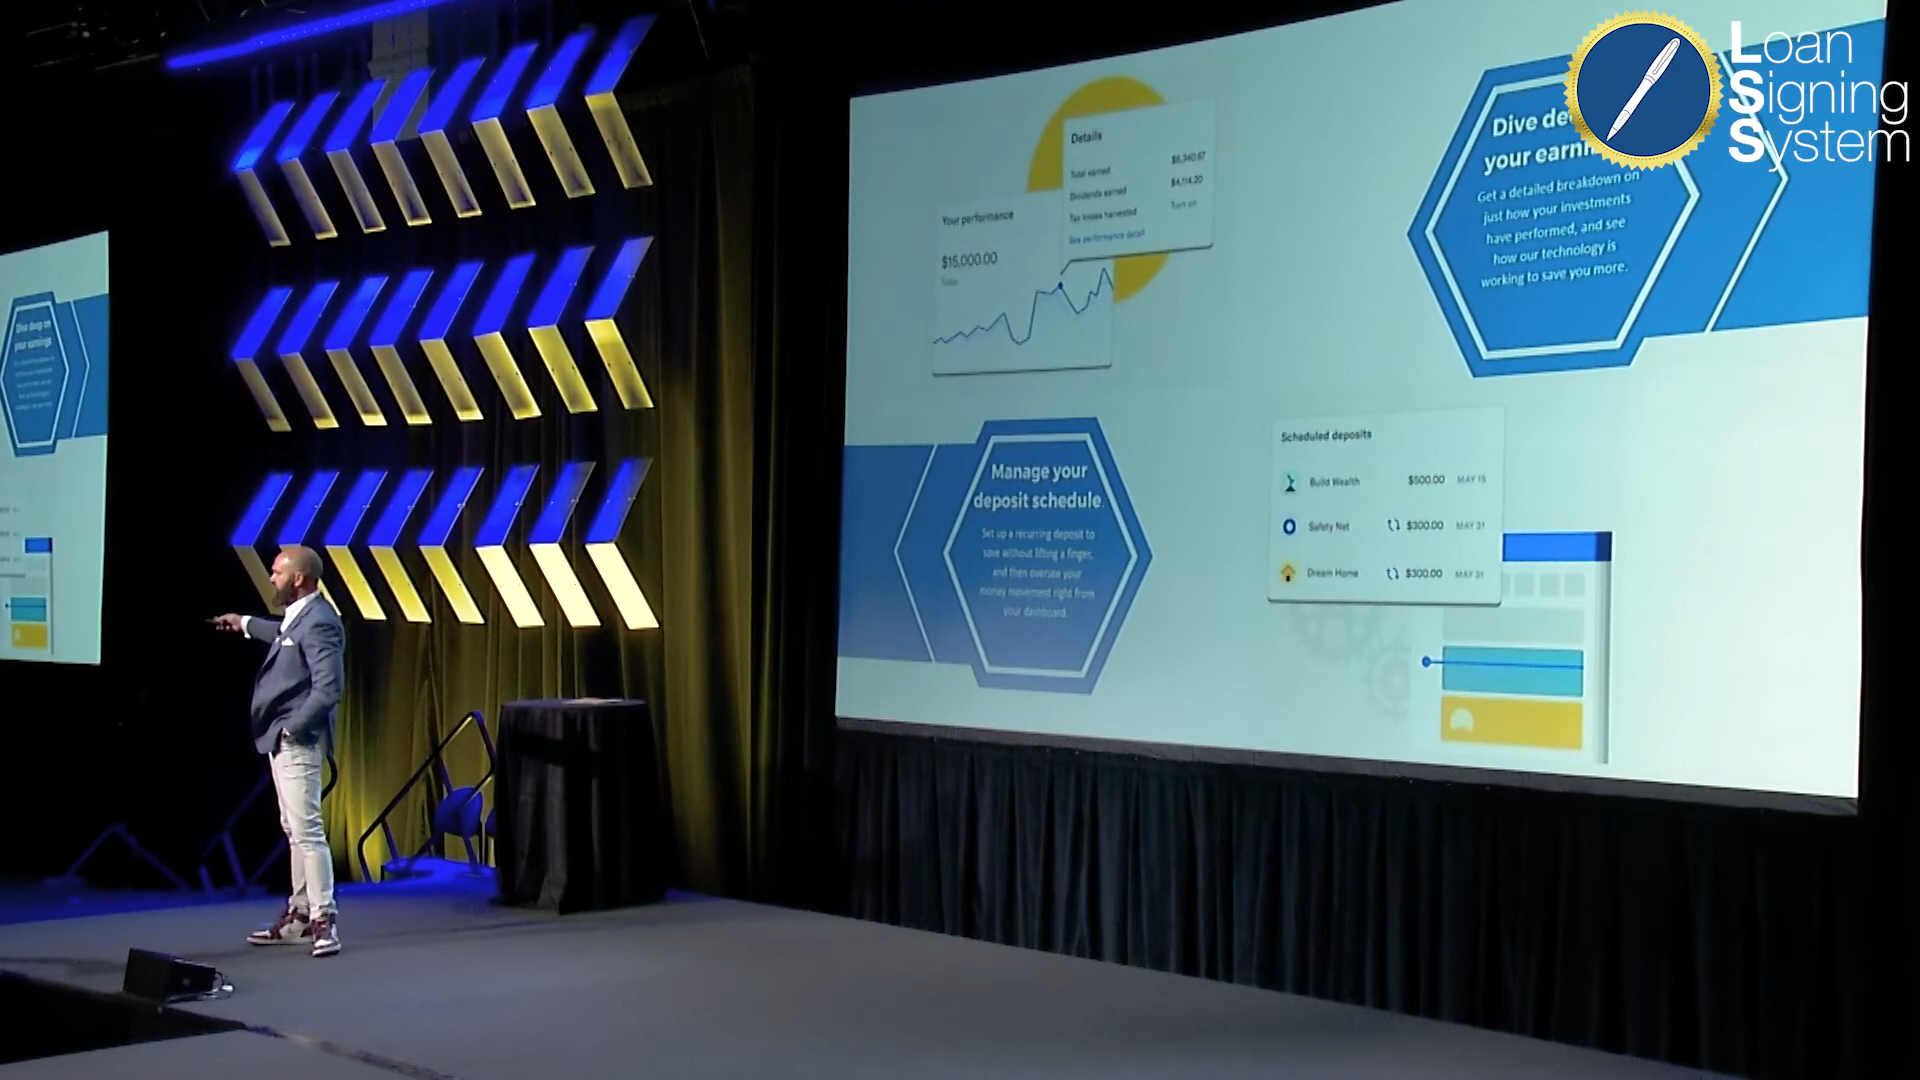 Loan
Signing
System
Dive de
your earni
Get a detailed breakdown on
just how your investments
have performed, and see
how our technology is
working to save you more.
Details
Total earned $6,340.67
Dividends earned $4,114.20
Tax losses harvested Turn on
See performance detail
Your performance
$15,000.00
Today
Manage your
deposit schedule.
Set up a recurring deposit to
save without lifting a finger,
and then oversee your
money movement right from
your dashboard.
Scheduled deposits
Build Wealth $500.00 MAY 15
Safety Net $300.00 MAY 31
Dream Home $300.00 MAY 31
Dive deep on
your earnings